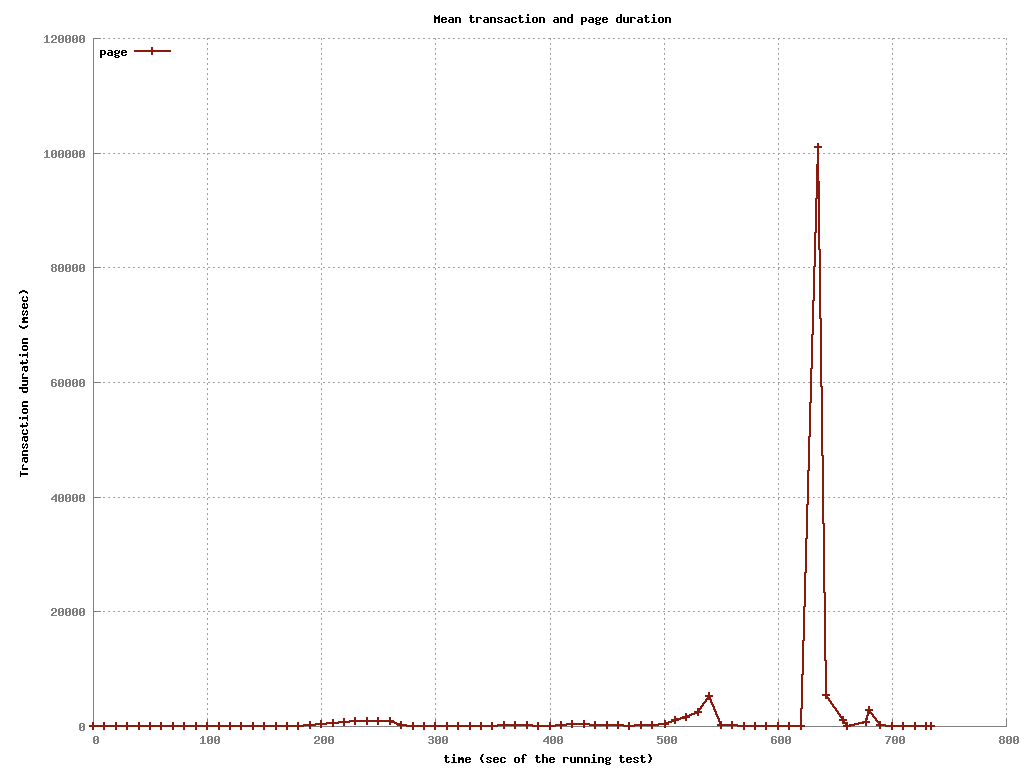 Mean transaction and page duration
120000
page
100000
80000
60000
40000
20000
0
Transaction duration (msec)
0 100 200 300 400 500 600 700 800
time (sec of the running test)